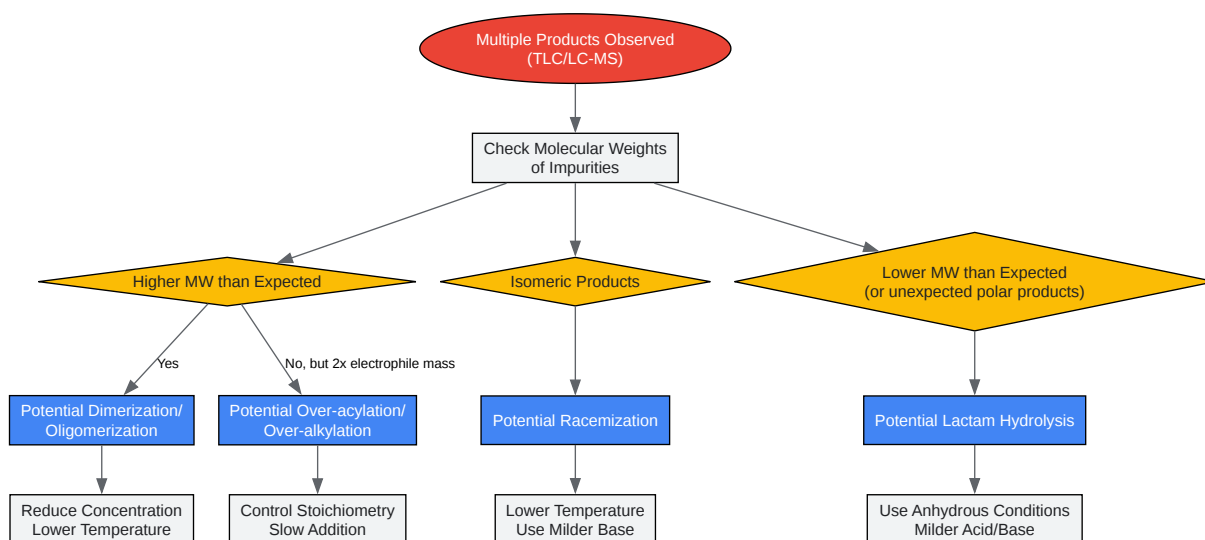 Multiple Products Observed
(TLC/LC-MS)
Check Molecular Weights
of Impurities
Higher MW than Expected
Isomeric Products
Lower MW than Expected
(or unexpected polar products)
Yes
No, but 2x electrophile mass
Potential Dimerization/
Oligomerization
Potential Over-acylation/
Over-alkylation
Potential Racemization
Potential Lactam Hydrolysis
Reduce Concentration
Lower Temperature
Control Stoichiometry
Slow Addition
Lower Temperature
Use Milder Base
Use Anhydrous Conditions
Milder Acid/Base